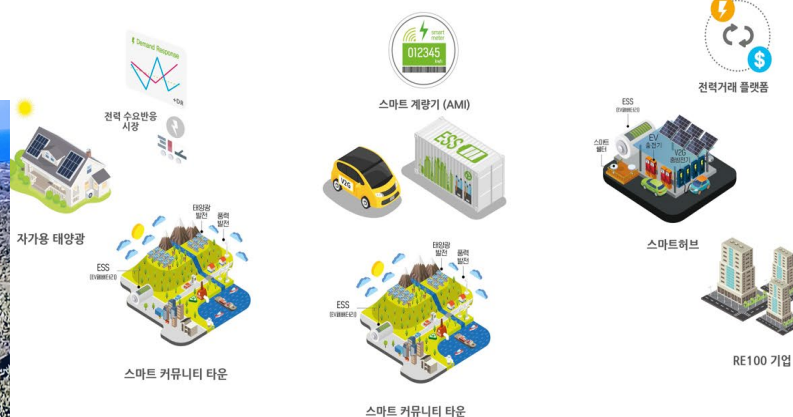 Demand Response
+DR
전력 수요반응
시장
자가용 태양광
태양광
발전
풍력
발전
ESS
스마트 커뮤니티 타운
smart
meter
012345
kWh
스마트 계량기 (AMI)
V2G
ESS
태양광
발전
풍력
발전
ESS
스마트 커뮤니티 타운
$
전력거래 플랫폼
ESS
스마트
쉘터
EV
충전기
V2G
충방전기
스마트허브
RE100 기업